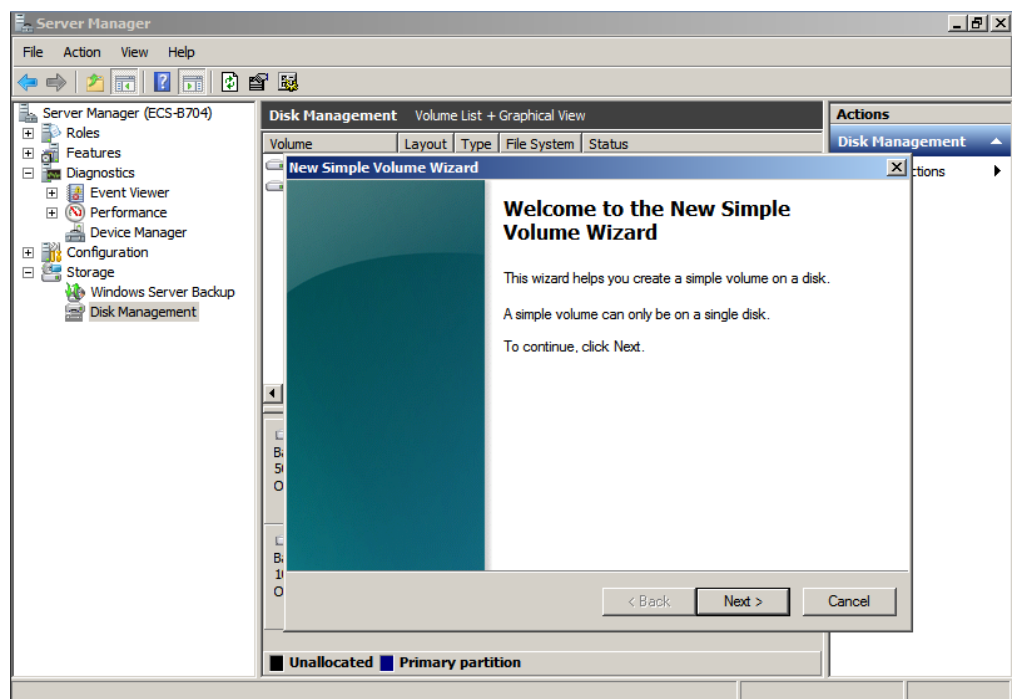 Server Manager
File Action View Help
Server Manager (ECS-B704)
Roles
Features
Diagnostics
Event Viewer
Performance
Device Manager
Configuration
Storage
Windows Server Backup
Disk Management
Disk Management Volume List + Graphical View
Volume Layout Type File System Status
New Simple Volume Wizard
Welcome to the New Simple
Volume Wizard
This wizard helps you create a simple volume on a disk.
A simple volume can only be on a single disk.
To continue, click Next.
< Back Next > Cancel
Unallocated Primary partition
Actions
Disk Management